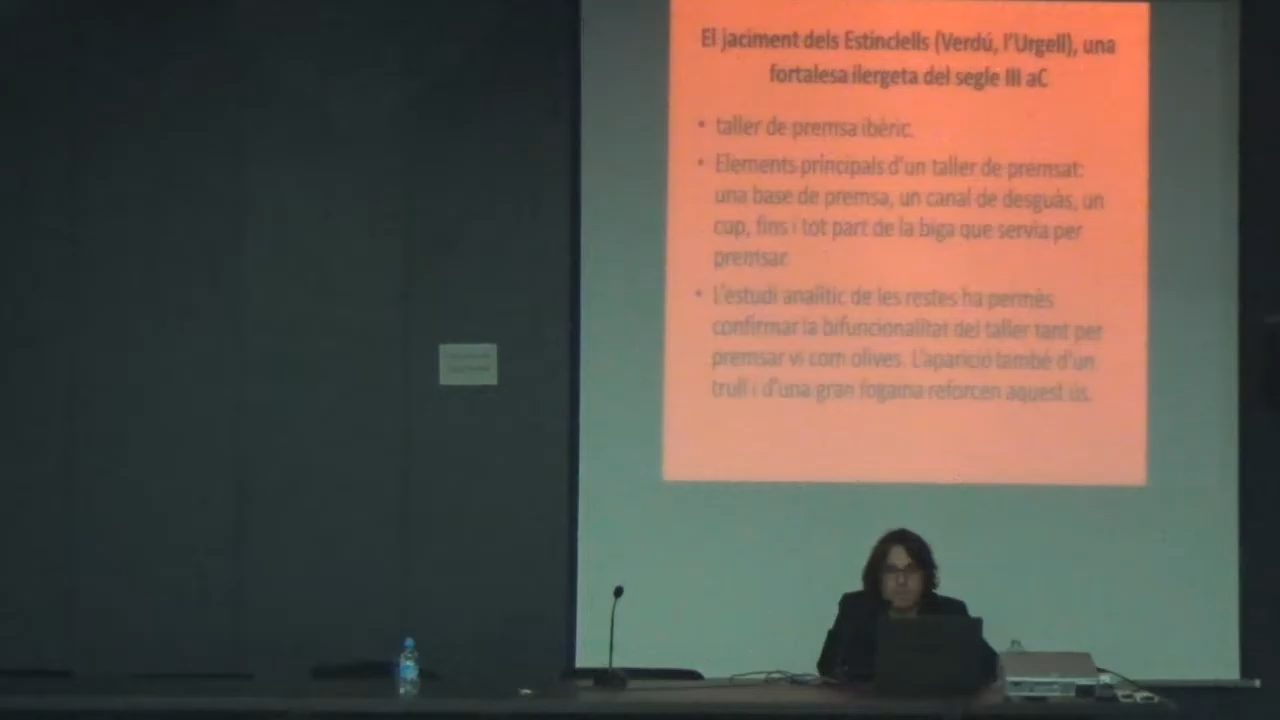 El jaciment dels Estinclells (Verdú, l'Urgell), una
fortalesa ilergeta del segle III aC
• taller de premsa ibèric.
• Elements principals d'un taller de premsat:
una base de premsa, un canal de desguàs, un
cup, fins i tot part de la biga que servia per
premsar
• L'estudi analític de les restes ha permès
confirmar la bifuncionalitat del taller tant per
premsar vi com olives. L'aparició també d'un
trull i d'una gran fogaina reforcen aquest ús.